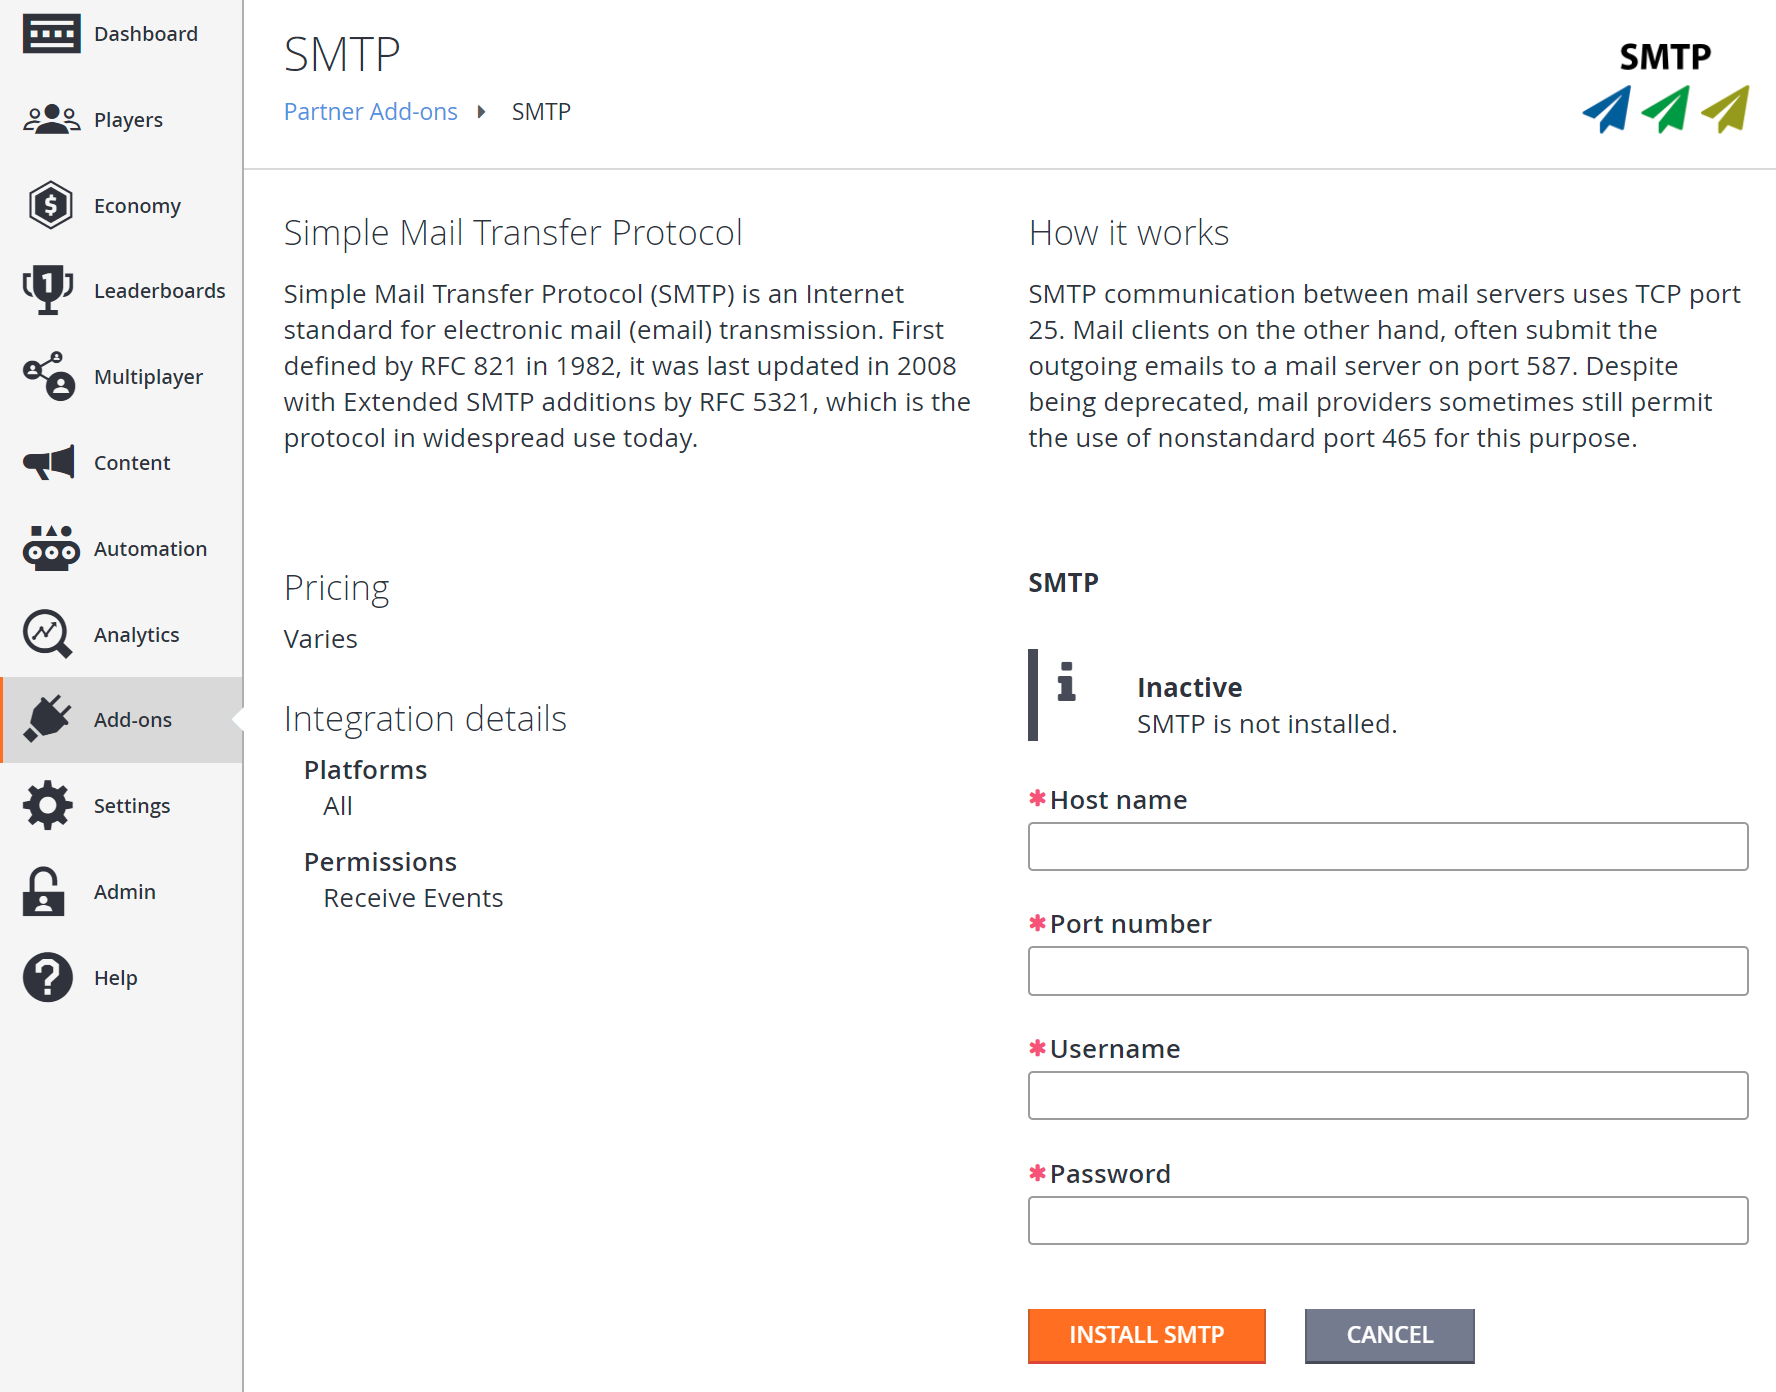 Dashboard
Players
Economy
Leaderboards
Multiplayer
Content
Automation
Analytics
Add-ons
Settings
Admin
Help
SMTP
Partner Add-ons SMTP
SMTP
Simple Mail Transfer Protocol
Simple Mail Transfer Protocol (SMTP) is an Internet
standard for electronic mail (email) transmission. First
defined by RFC 821 in 1982, it was last updated in 2008
with Extended SMTP additions by RFC 5321, which is the
protocol in widespread use today.
How it works
SMTP communication between mail servers uses TCP port
25. Mail clients on the other hand, often submit the
outgoing emails to a mail server on port 587. Despite
being deprecated, mail providers sometimes still permit
the use of nonstandard port 465 for this purpose.
Pricing
Varies
Integration details
Platforms
All
Permissions
Receive Events
SMTP
Inactive
SMTP is not installed.
*Host name
*Port number
*Username
*Password
INSTALL SMTP
CANCEL